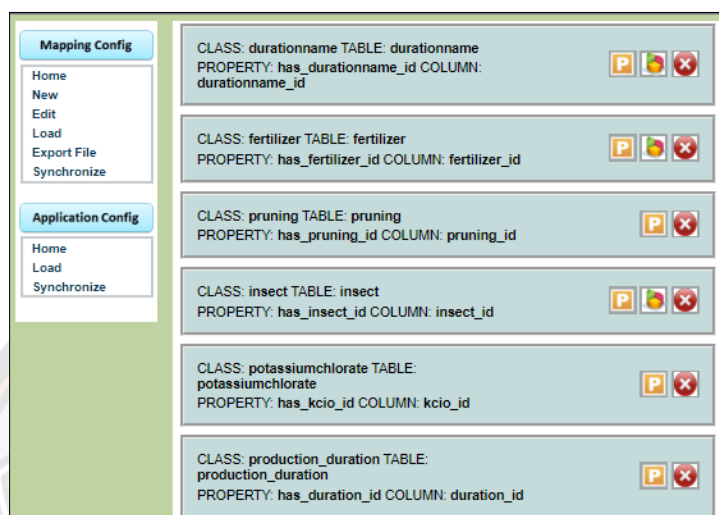 Mapping Config
Home
New
Edit
Load
Export File
Synchronize
Application Config
Home
Load
Synchronize
CLASS: durationname TABLE: durationname
PROPERTY: has_durationname_id COLUMN:
durationname_id
P
CLASS: fertilizer TABLE: fertilizer
PROPERTY: has_fertilizer_id COLUMN: fertilizer_id
P
CLASS: pruning TABLE: pruning
PROPERTY: has_pruning_id COLUMN: pruning_id
P
CLASS: insect TABLE: insect
PROPERTY: has_insect_id COLUMN: insect_id
P
CLASS: potassiumchlorate TABLE:
potassiumchlorate
PROPERTY: has_kcio_id COLUMN: kcio_id
P
CLASS: production_duration TABLE:
production_duration
PROPERTY: has_duration_id COLUMN: duration_id
P